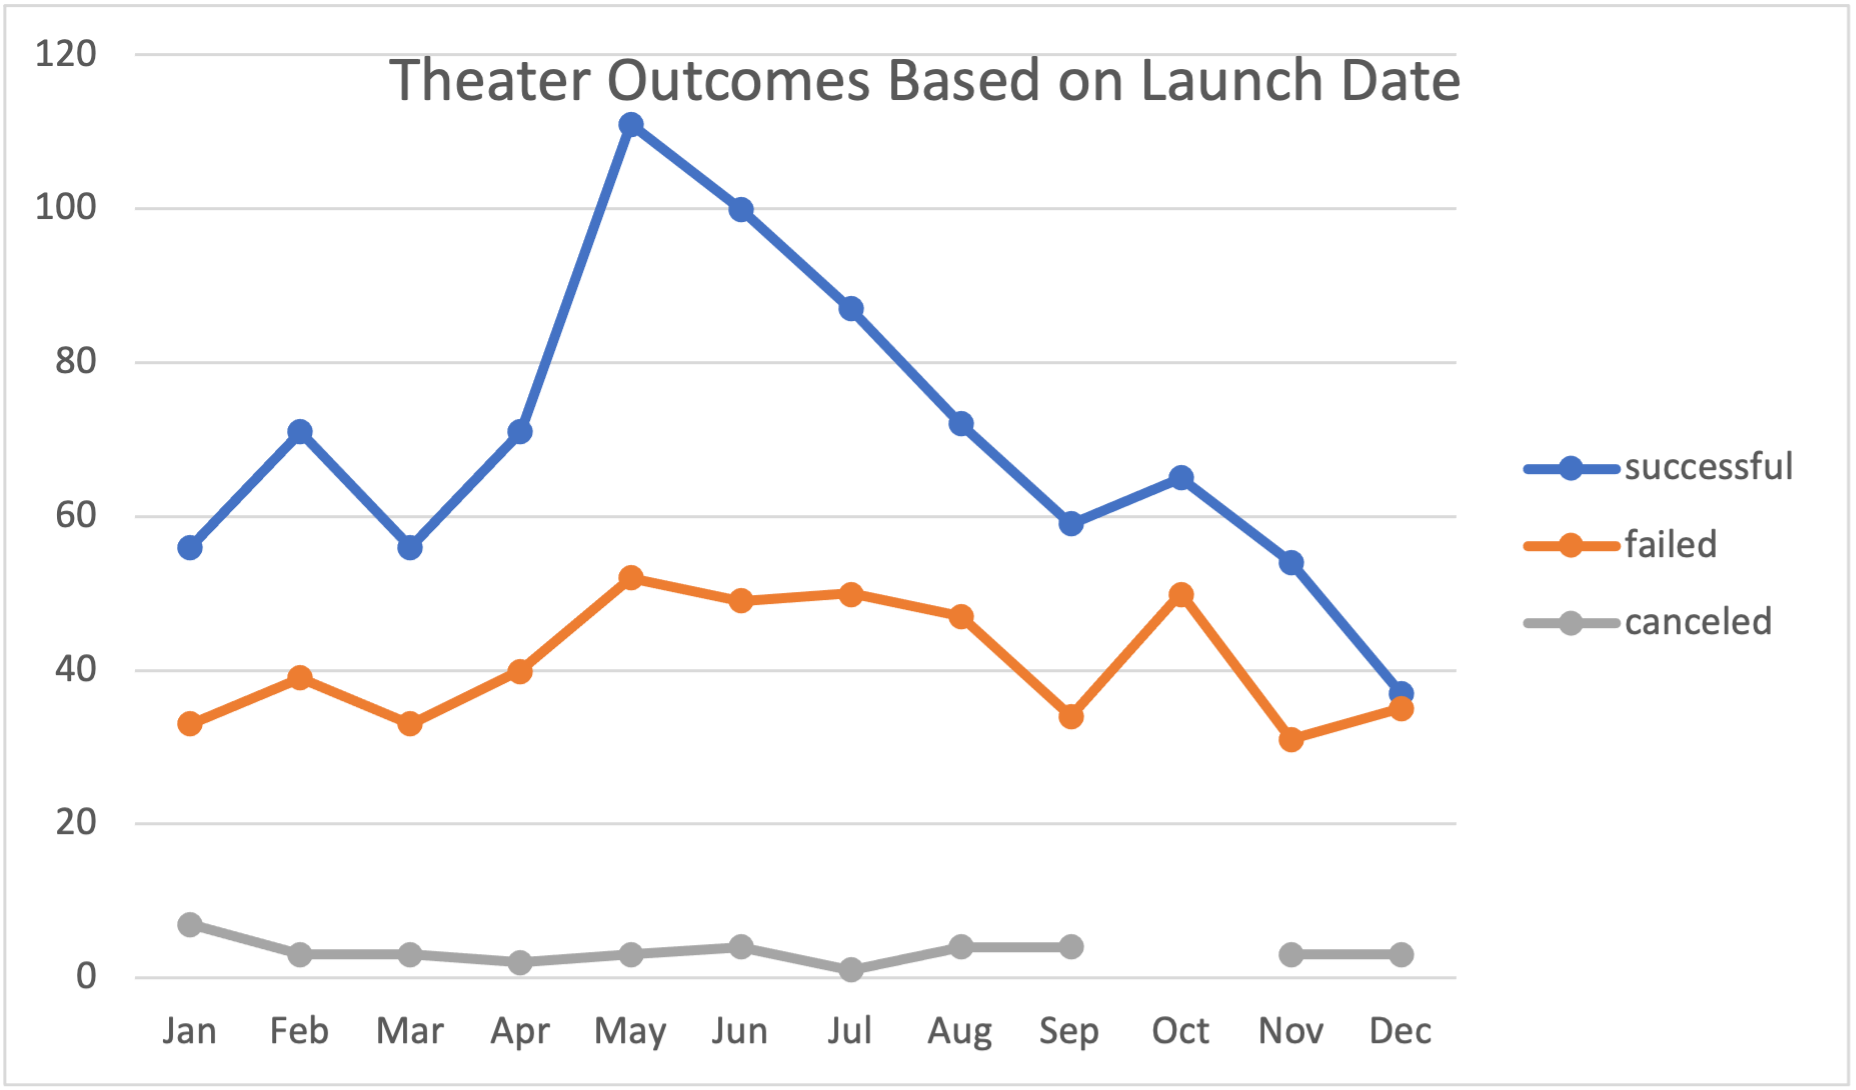 Theater Outcomes Based on Launch Date
120
100
80
60
40
20
0
Jan Feb Mar Apr May Jun Jul Aug Sep Oct Nov Dec
successful
failed
canceled